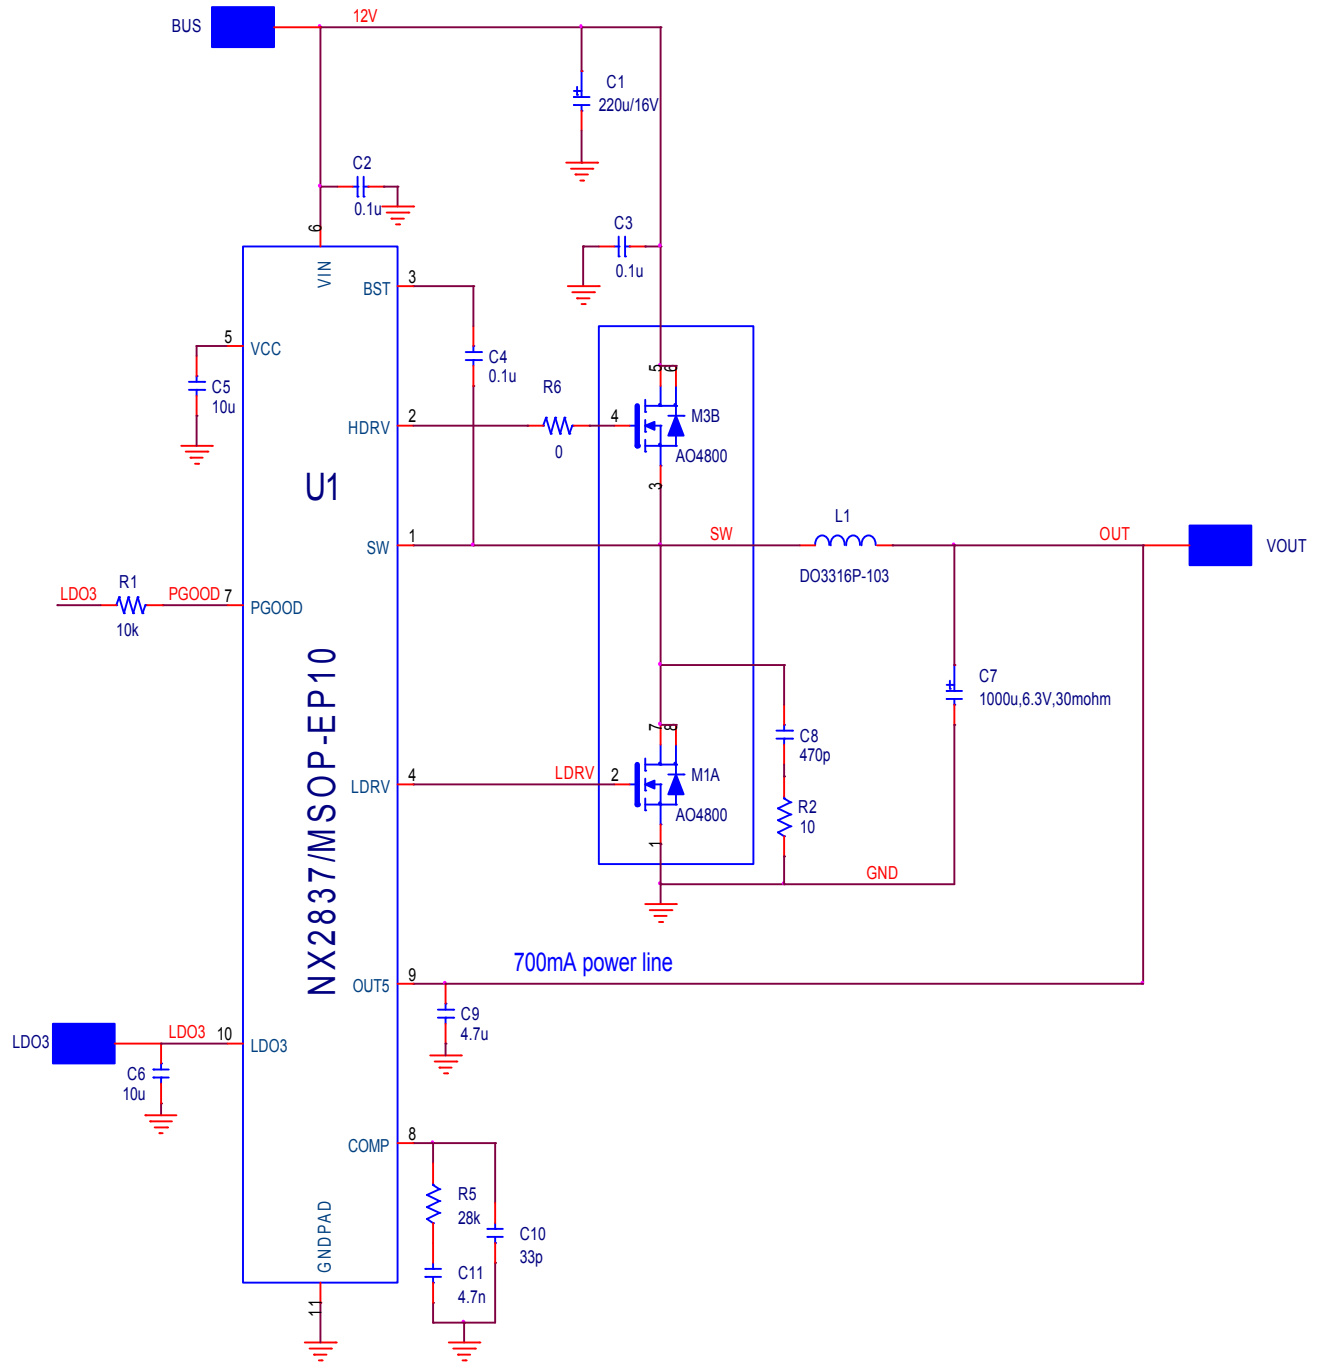 BUS
12V
C1
220u/16V
C2
0.1u
C3
0.1u
6
VIN
BST
3
5
VCC
C5
10u
C4
0.1u
HDRV
2
R6
0
4
5
6
M3B
AO4800
3
U1
SW
1
SW
L1
DO3316P-103
OUT
VOUT
LDO3
R1
10k
PGOOD
7
PGOOD
NX2837/MSOP-EP10
C7
1000u,6.3V,30mohm
C8
470p
R2
10
LDRV
4
LDRV
2
7
8
M1A
AO4800
1
GND
700mA power line
OUT5
9
C9
4.7u
LDO3
LDO3
10
LDO3
C6
10u
COMP
8
R5
28k
C10
33p
C11
4.7n
GNDPAD
11